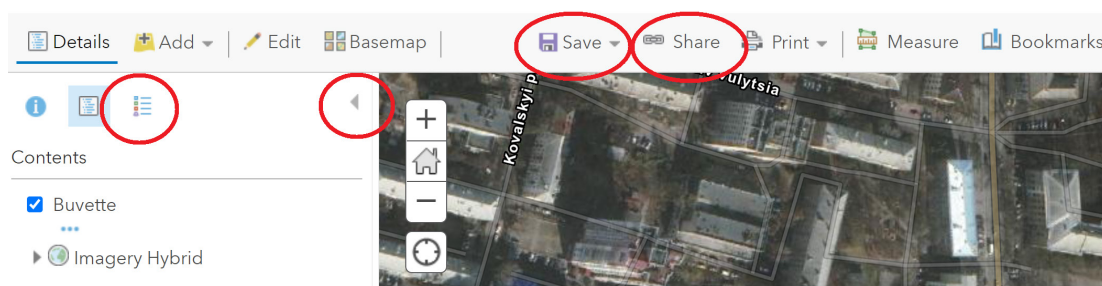 Details Add Edit Basemap Save Share Print Measure Bookmarks
Contents
Buvette
Imagery Hybrid
Kovalskyi p
vulytsia